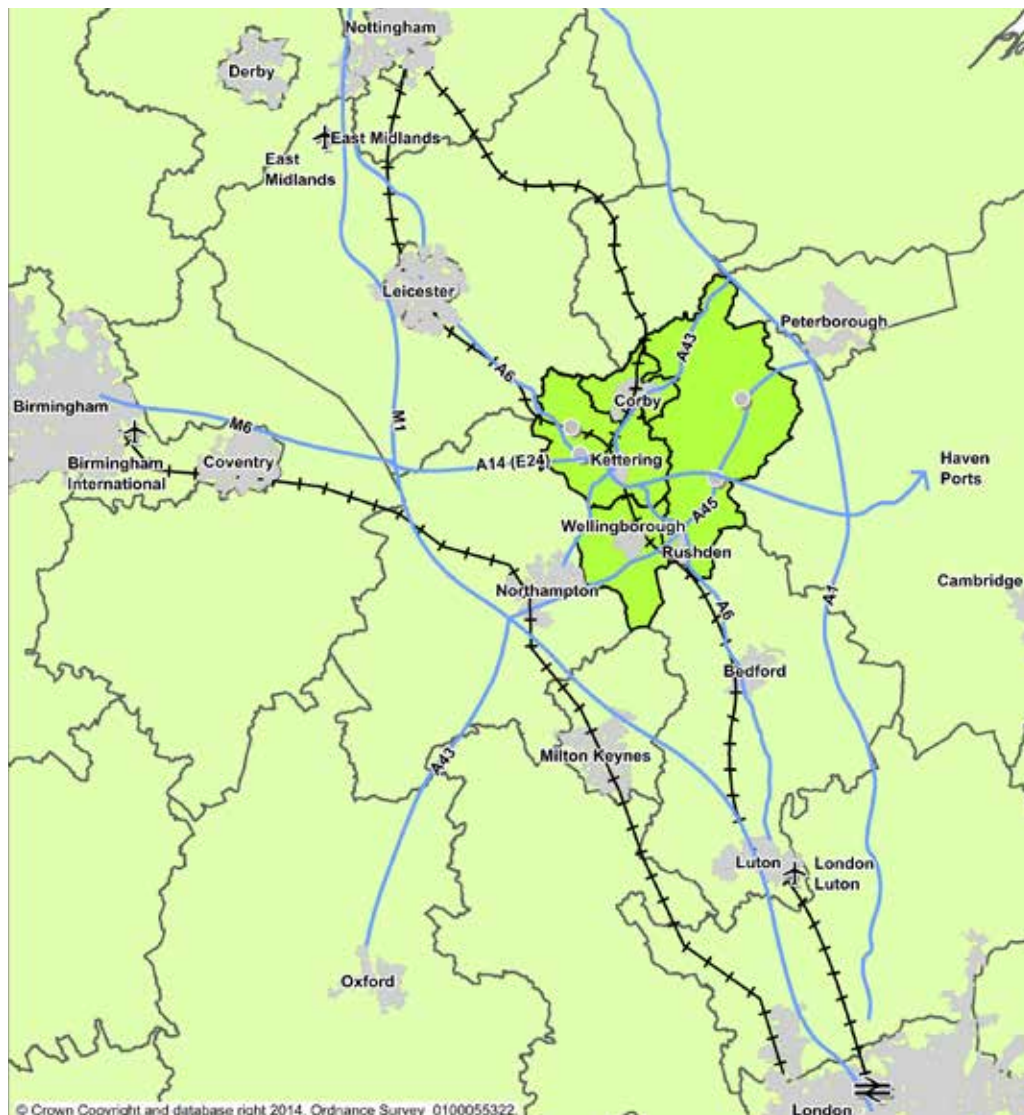 Nottingham
Derby
East Midlands
East
Midlands
Leicester
Peterborough
A43
A6
Corby
Birmingham
M6
M1
Birmingham
International
Coventry
A14 (E24)
Kettering
Haven
Ports
A45
Wellingborough
Rushden
Northampton
A6
A1
Cambridge
Bedford
A43
Milton Keynes
Luton
London
Luton
Oxford
London
© Crown Copyright and database right 2014. Ordnance Survey 0100055322.